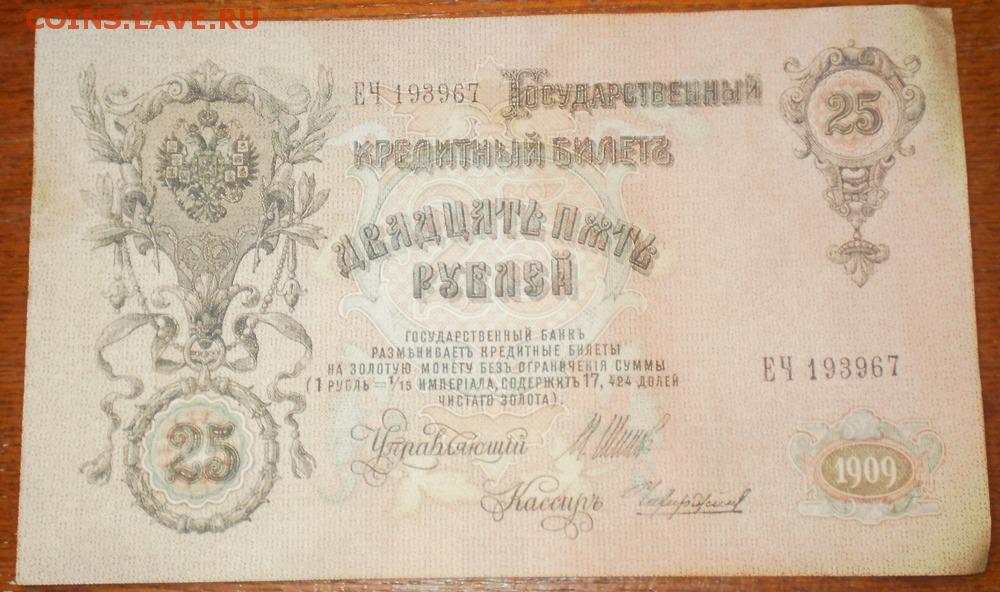 COINS.LAVE.RU
ЕЧ 193967
Государственный
Кредитный Билетъ
25
Двадцать пять
рублей
Государственный банкъ
размѣниваетъ кредитные билеты
на золотую монету безъ ограниченія суммы
(1 рубль = 1/15 имперіала, содержитъ 17,424 долей
чистаго золота).
ЕЧ 193967
Управляющій
И. Шипов
25
Кассиръ
1909